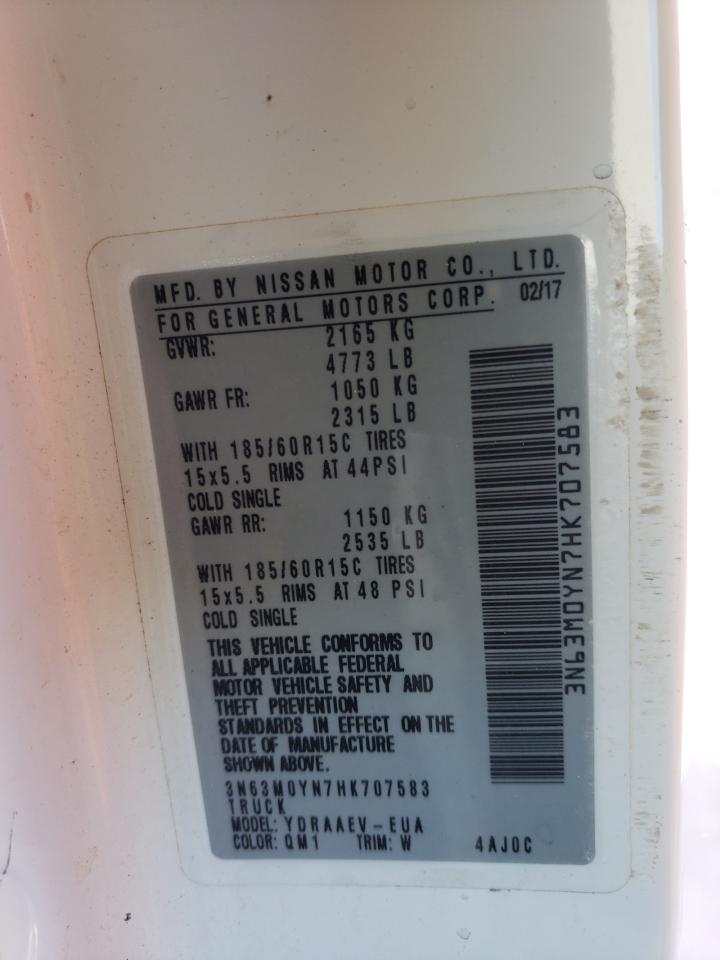 MFD. BY NISSAN MOTOR CO., LTD.
FOR GENERAL MOTORS CORP. 02/17
GVWR: 2165 KG
4773 LB
GAWR FR: 1050 KG
2315 LB
WITH 185/60R15C TIRES
15x5.5 RIMS AT 44PSI
COLD SINGLE
GAWR RR: 1150 KG
2535 LB
WITH 185/60R15C TIRES
15x5.5 RIMS AT 48 PSI
COLD SINGLE
THIS VEHICLE CONFORMS TO
ALL APPLICABLE FEDERAL
MOTOR VEHICLE SAFETY AND
THEFT PREVENTION
STANDARDS IN EFFECT ON THE
DATE OF MANUFACTURE
SHOWN ABOVE.
3N63M0YN7HK707583
TRUCK
MODEL: YDRAAEV-EUA
COLOR: QM1 TRIM: W 4AJ0C
3N63M0YN7HK707583